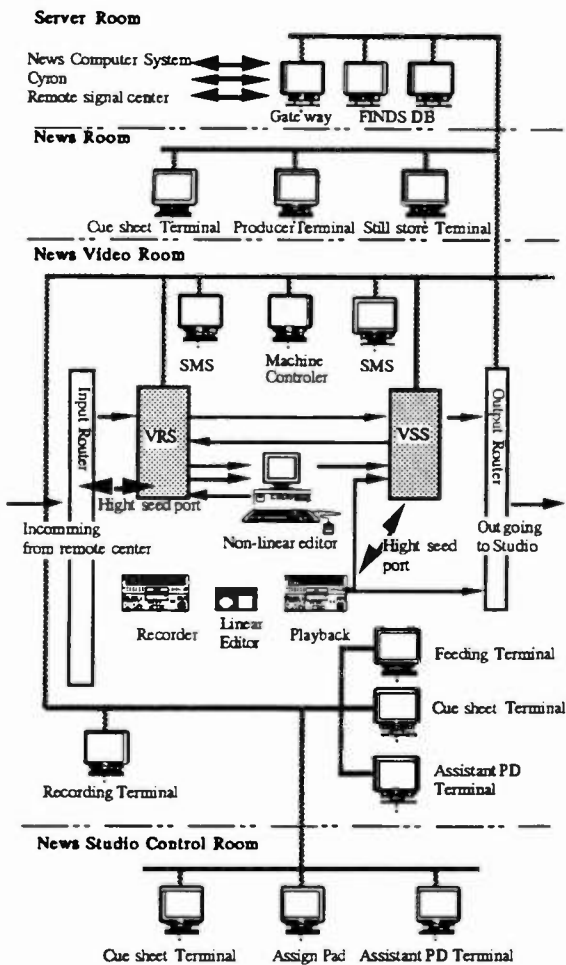 Server Room
News Computer System
Cyron
Remote signal center
Gateway
FINDS DB
News Room
Cue sheet Terminal
Producer Terminal
Still store Teminal
News Video Room
SMS
Machine
Controler
SMS
Input Router
VRS
VSS
Output Router
Hight seed port
Incomming
from remote center
Non-linear editor
Hight seed
port
Out going
to Studio
Recorder
Linear
Editor
Playback
Feeding Terminal
Cue sheet Terminal
Assistant PD
Terminal
Recording Terminal
News Studio Control Room
Cue sheet Terminal
Assign Pad
Assistant PD Terminal